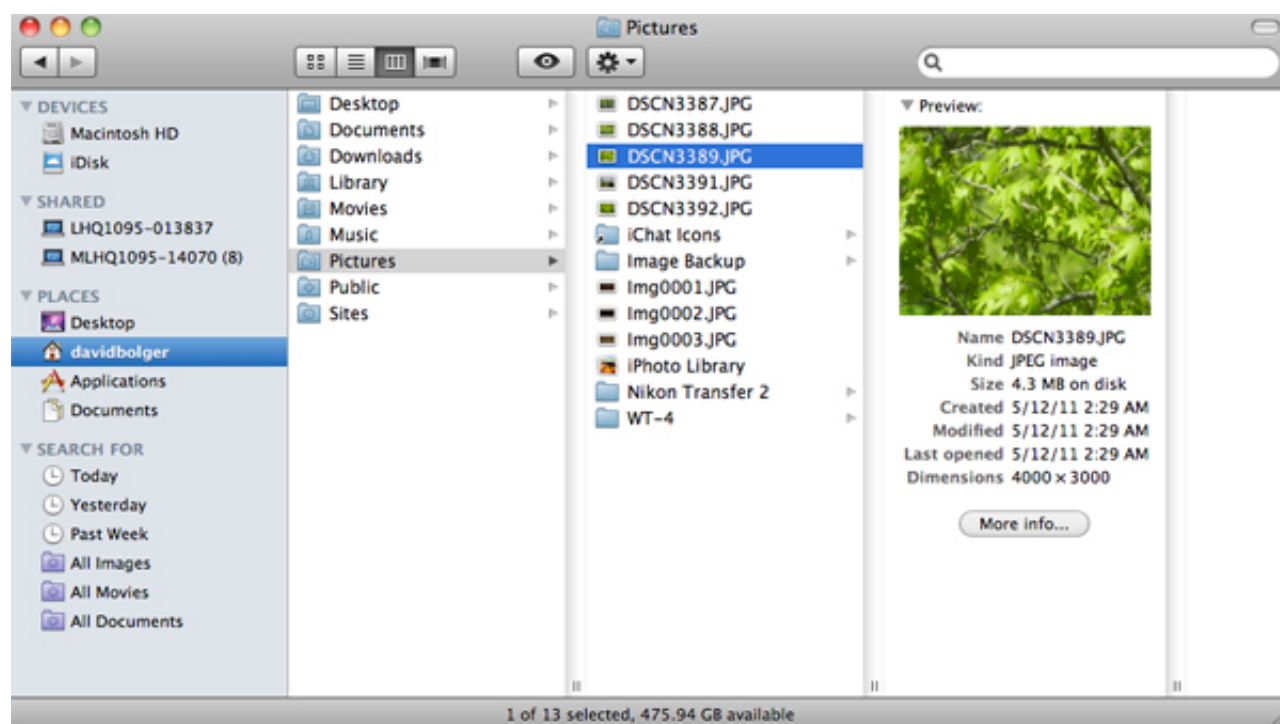 Pictures
DEVICES
Macintosh HD
iDisk
SHARED
LHQ1095-013837
MLHQ1095-14070 (8)
PLACES
Desktop
davidbolger
Applications
Documents
SEARCH FOR
Today
Yesterday
Past Week
All Images
All Movies
All Documents
Desktop
Documents
Downloads
Library
Movies
Music
Pictures
Public
Sites
DSCN3387.JPG
DSCN3388.JPG
DSCN3389.JPG
DSCN3391.JPG
DSCN3392.JPG
iChat Icons
Image Backup
Img0001.JPG
Img0002.JPG
Img0003.JPG
iPhoto Library
Nikon Transfer 2
WT-4
Preview:
Name DSCN3389.JPG
Kind JPEG image
Size 4.3 MB on disk
Created 5/12/11 2:29 AM
Modified 5/12/11 2:29 AM
Last opened 5/12/11 2:29 AM
Dimensions 4000 × 3000
More info...
1 of 13 selected, 475.94 GB available